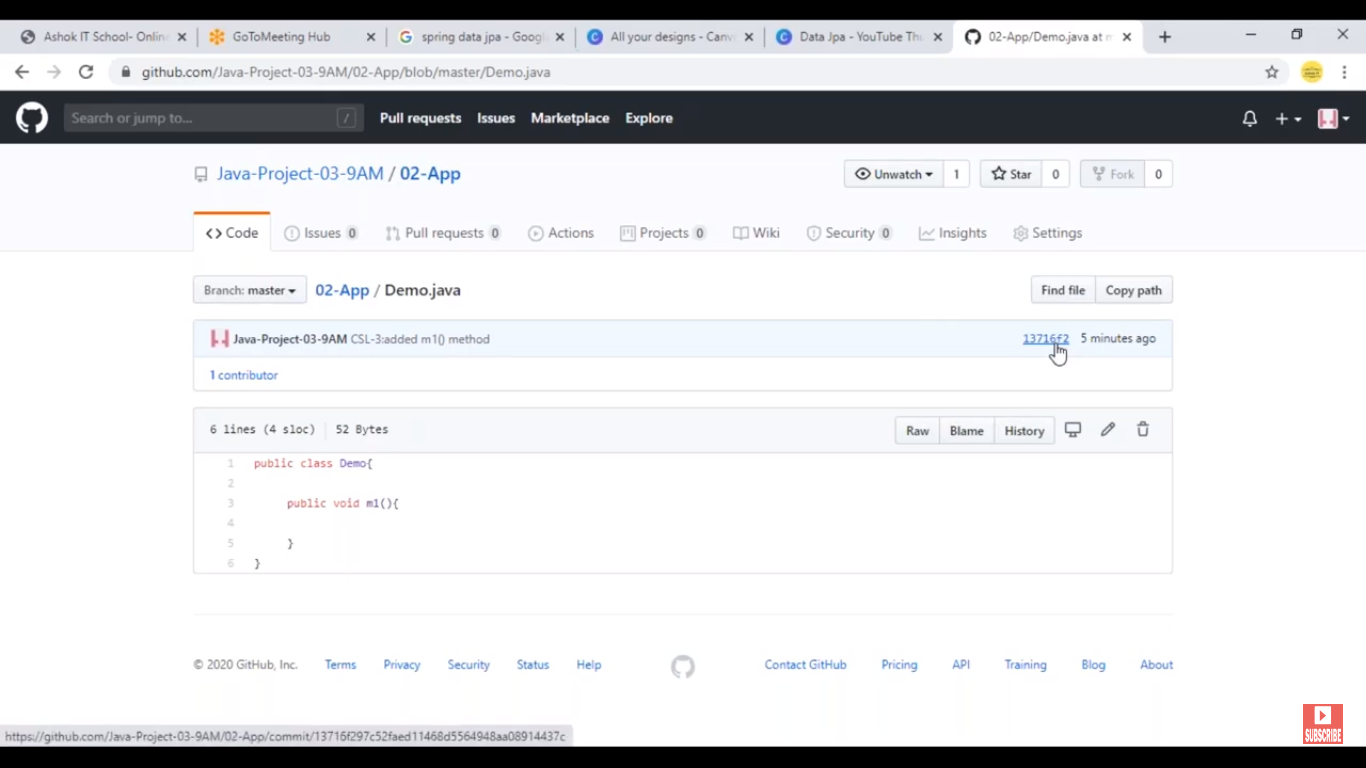 Ashok IT School- Onlin
GoToMeeting Hub
spring data jpa - Googl
All your designs - Canv
Data Jpa - YouTube Th
02-App/Demo.java at m
github.com/Java-Project-03-9AM/02-App/blob/master/Demo.java
Search or jump to... /
Pull requests Issues Marketplace Explore
Java-Project-03-9AM / 02-App
Unwatch 1 Star 0 Fork 0
Code Issues 0 Pull requests 0 Actions Projects 0 Wiki Security 0 Insights Settings
Branch: master 02-App / Demo.java Find file Copy path
Java-Project-03-9AM CSL-3:added m1() method 13716f2 5 minutes ago
1 contributor
6 lines (4 sloc) 52 Bytes Raw Blame History
1 public class Demo{
2
3 public void m1(){
4
5 }
6 }
© 2020 GitHub, Inc. Terms Privacy Security Status Help Contact GitHub Pricing API Training Blog About
https://github.com/Java-Project-03-9AM/02-App/commit/13716f297c52faed11468d5564948aa08914437c
SUBSCRIBE